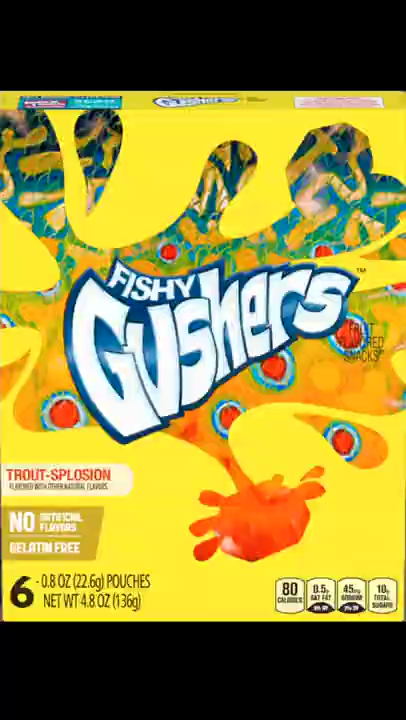 Gushers
FISHY
Gushers
TM
FRUIT
FLAVORED
SNACKS
TROUT-SPLOSION
FLAVORED WITH OTHER NATURAL FLAVORS
NO ARTIFICIAL
FLAVORS
GELATIN FREE
6 - 0.8 OZ (22.6g) POUCHES
NET WT 4.8 OZ (136g)
80
CALORIES
0.5g
SAT FAT
45mg
SODIUM
10g
TOTAL
SUGARS